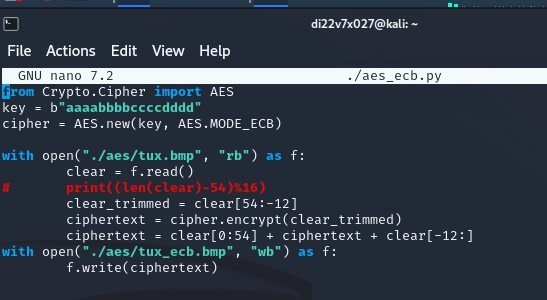 di22v7x027@kali: ~
File Actions Edit View Help
GNU nano 7.2 ./aes_ecb.py
from Crypto.Cipher import AES
key = b"aaaabbbbccccdddd"
cipher = AES.new(key, AES.MODE_ECB)
with open("./aes/tux.bmp", "rb") as f:
clear = f.read()
# print((len(clear)-54)%16)
clear_trimmed = clear[54:-12]
ciphertext = cipher.encrypt(clear_trimmed)
ciphertext = clear[0:54] + ciphertext + clear[-12:]
with open("./aes/tux_ecb.bmp", "wb") as f:
f.write(ciphertext)